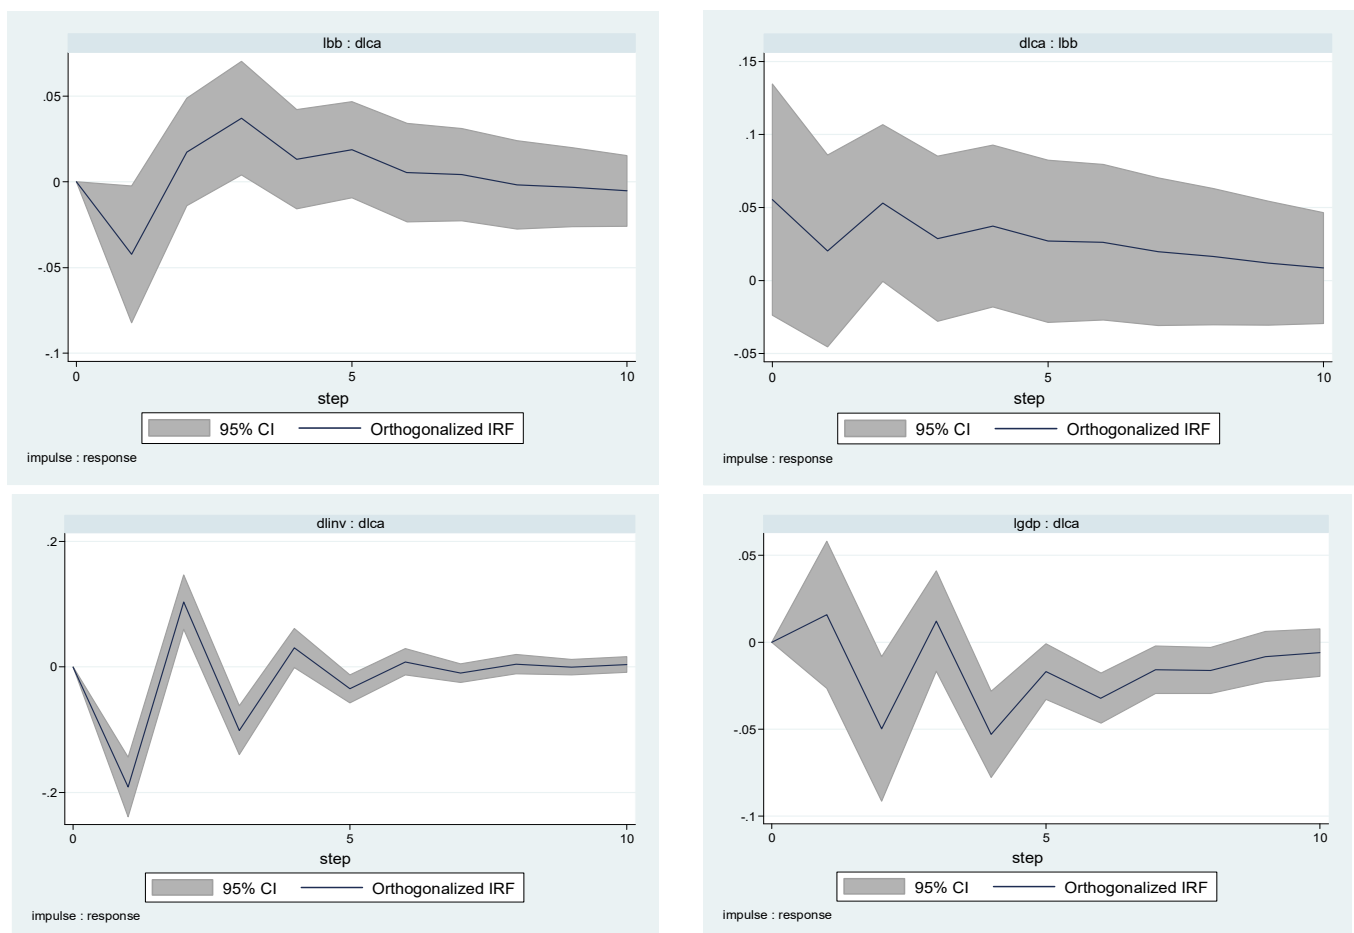 lbb : dlca
.05
0
-.05
-.1
0 5 10
step
95% CI Orthogonalized IRF
impulse : response
dlca : lbb
.15
.1
.05
0
-.05
0 5 10
step
95% CI Orthogonalized IRF
impulse : response
dlinv : dlca
.2
0
-.2
0 5 10
step
95% CI Orthogonalized IRF
impulse : response
lgdp : dlca
.05
0
-.05
-.1
0 5 10
step
95% CI Orthogonalized IRF
impulse : response